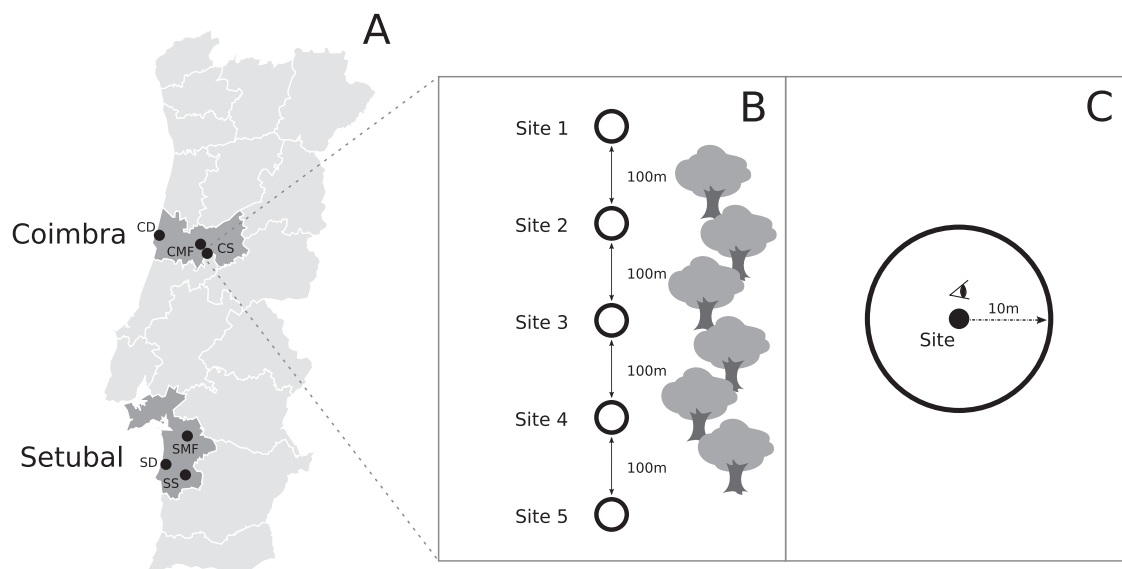 A
Coimbra
CD
CMF
CS
Setubal
SMF
SD
SS
B
Site 1
100m
Site 2
100m
Site 3
100m
Site 4
100m
Site 5
C
10m
Site